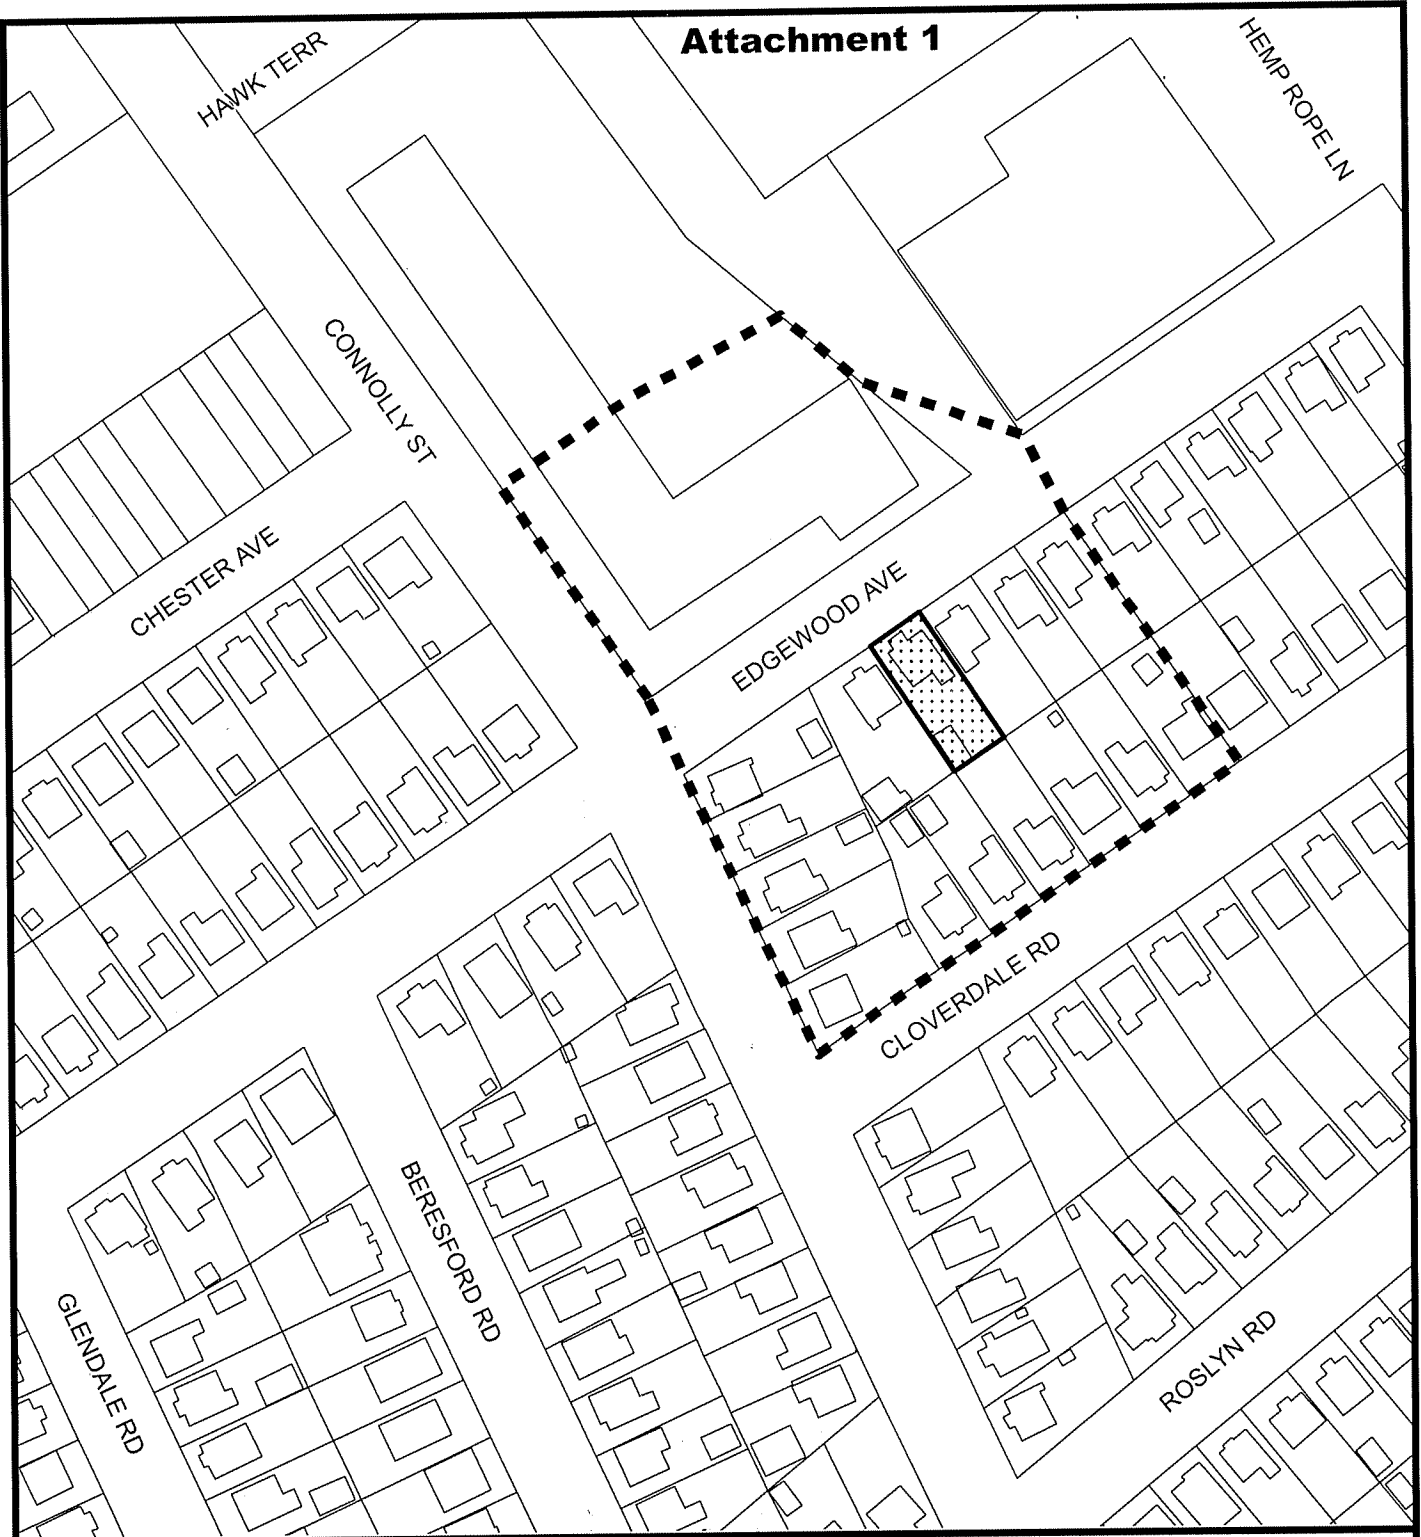 Attachment 1
HAWK TERR
HEMP ROPE LN
CONNOLLY ST
CHESTER AVE
EDGEWOOD AVE
CLOVERDALE RD
BERESFORD RD
GLENDALE RD
ROSLYN RD